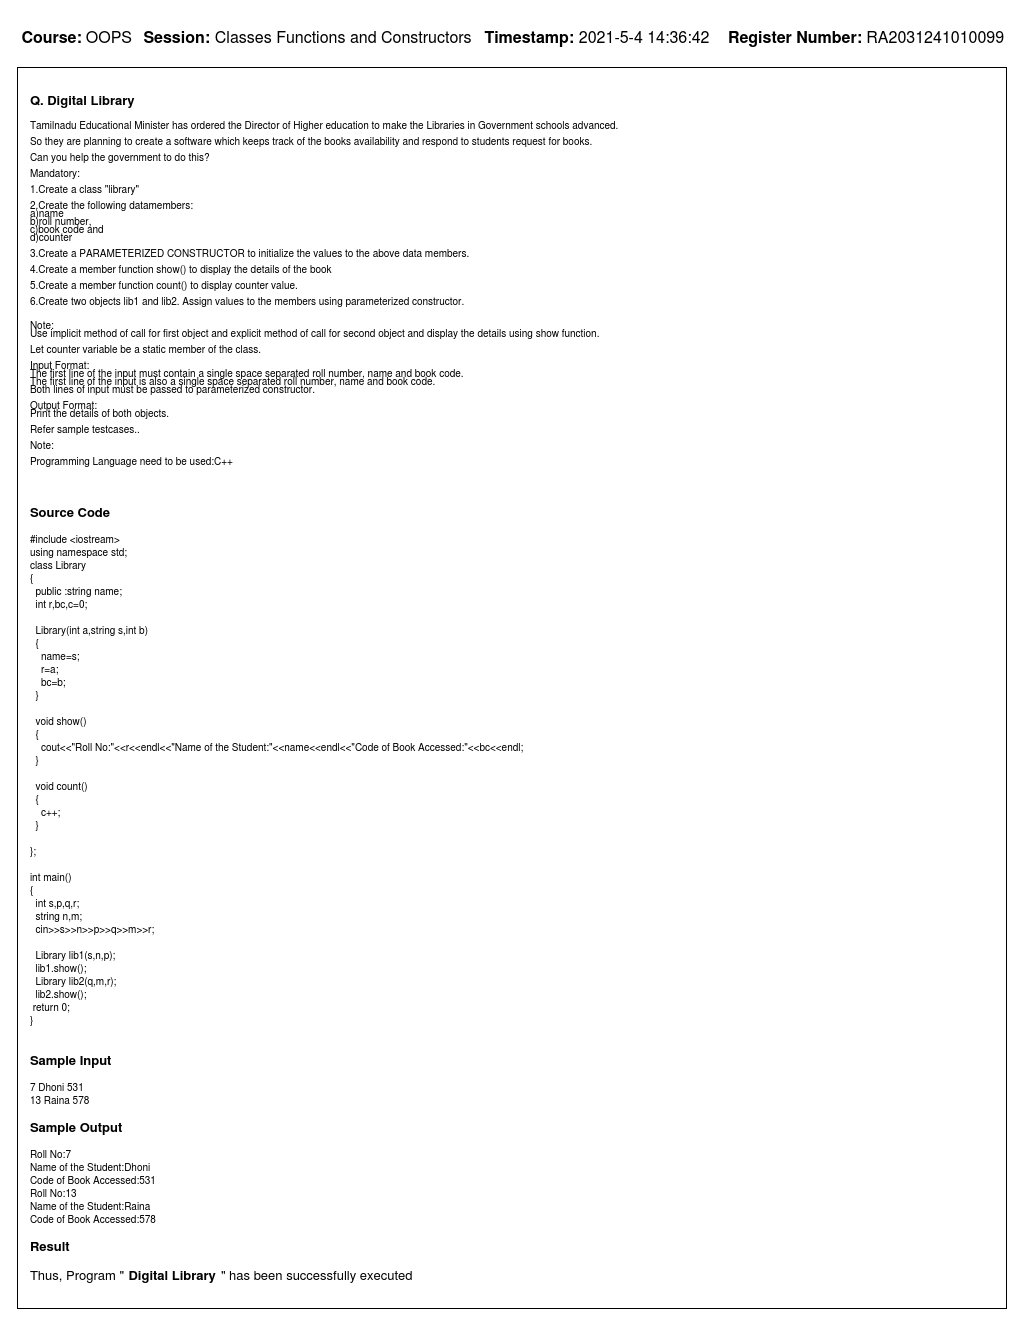 Course: OOPS Session: Classes Functions and Constructors Timestamp: 2021-5-4 14:36:42 Register Number: RA2031241010099
Q. Digital Library
Tamilnadu Educational Minister has ordered the Director of Higher education to make the Libraries in Government schools advanced.
So they are planning to create a software which keeps track of the books availability and respond to students request for books.
Can you help the government to do this?
Mandatory:
1.Create a class "library"
2.Create the following datamembers:
a)name
b)roll number,
c)book code and
d)counter
3.Create a PARAMETERIZED CONSTRUCTOR to initialize the values to the above data members.
4.Create a member function show() to display the details of the book
5.Create a member function count() to display counter value.
6.Create two objects lib1 and lib2. Assign values to the members using parameterized constructor.
Note:
Use implicit method of call for first object and explicit method of call for second object and display the details using show function.
Let counter variable be a static member of the class.
Input Format:
The first line of the input must contain a single space separated roll number, name and book code.
The first line of the input is also a single space separated roll number, name and book code.
Both lines of input must be passed to parameterized constructor.
Output Format:
Print the details of both objects.
Refer sample testcases..
Note:
Programming Language need to be used:C++
Source Code
#include <iostream>
using namespace std;
class Library
{
public :string name;
int r,bc,c=0;
Library(int a,string s,int b)
{
name=s;
r=a;
bc=b;
}
void show()
{
cout<<"Roll No:"<<r<<endl<<"Name of the Student:"<<name<<endl<<"Code of Book Accessed:"<<bc<<endl;
}
void count()
{
c++;
}
};
int main()
{
int s,p,q,r;
string n,m;
cin>>s>>n>>p>>q>>m>>r;
Library lib1(s,n,p);
lib1.show();
Library lib2(q,m,r);
lib2.show();
return 0;
}
Sample Input
7 Dhoni 531
13 Raina 578
Sample Output
Roll No:7
Name of the Student:Dhoni
Code of Book Accessed:531
Roll No:13
Name of the Student:Raina
Code of Book Accessed:578
Result
Thus, Program " Digital Library " has been successfully executed